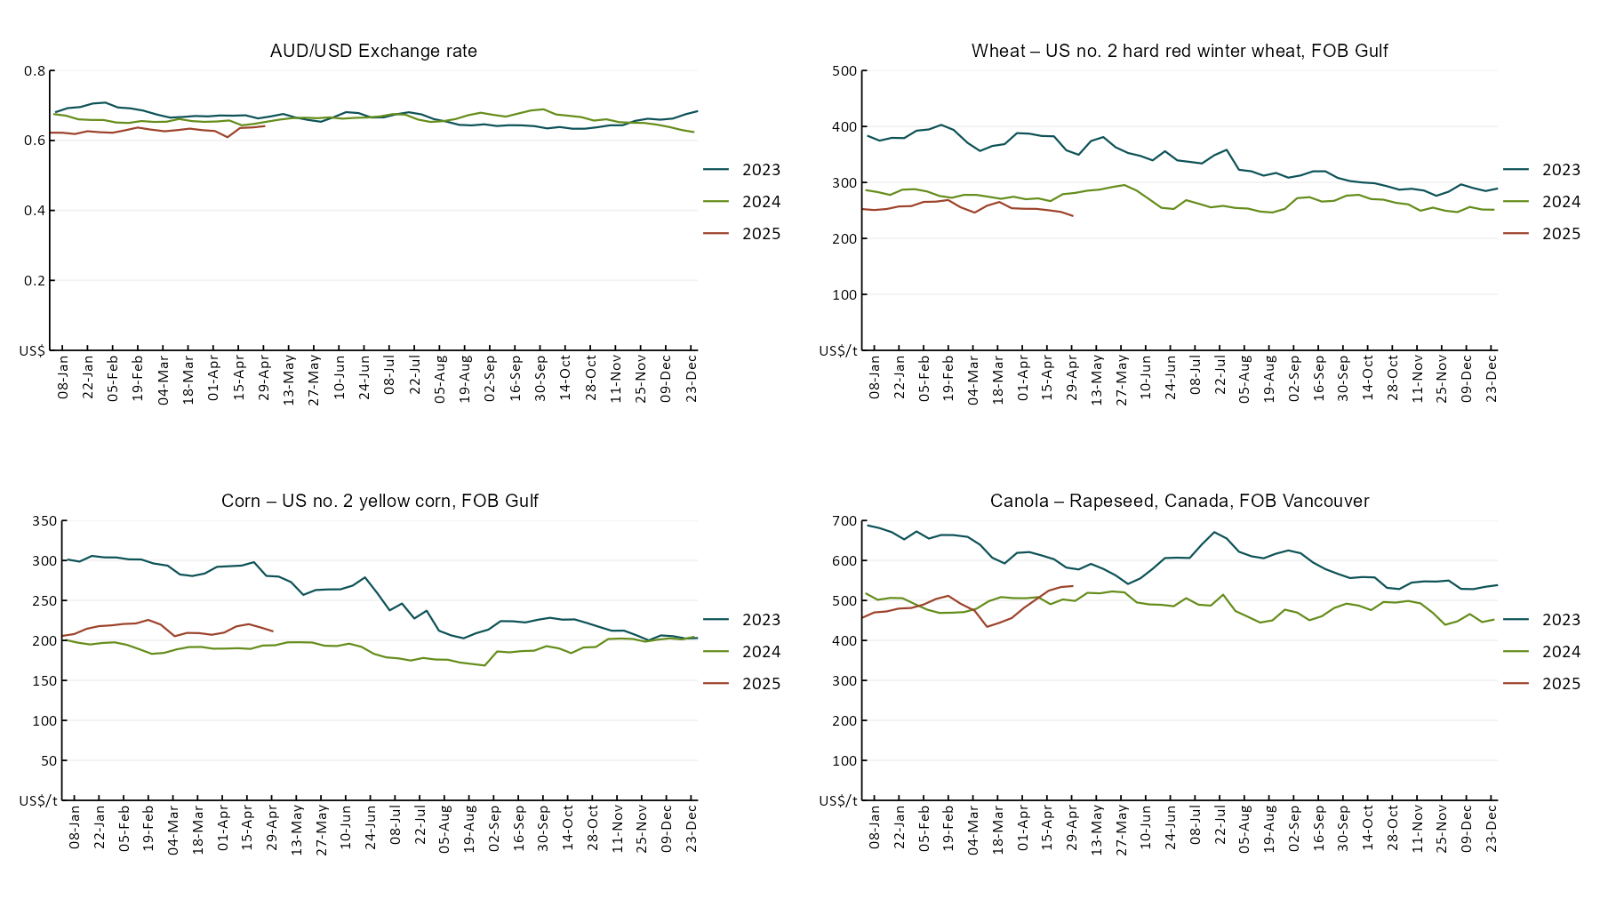 AUD/USD Exchange rate
0.8
0.6
0.4
0.2
US$
08-Jan
22-Jan
05-Feb
19-Feb
04-Mar
18-Mar
01-Apr
15-Apr
29-Apr
13-May
27-May
10-Jun
24-Jun
08-Jul
22-Jul
05-Aug
19-Aug
02-Sep
16-Sep
30-Sep
14-Oct
28-Oct
11-Nov
25-Nov
09-Dec
23-Dec
2023
2024
2025
Wheat – US no. 2 hard red winter wheat, FOB Gulf
500
400
300
200
100
US$/t
08-Jan
22-Jan
05-Feb
19-Feb
04-Mar
18-Mar
01-Apr
15-Apr
29-Apr
13-May
27-May
10-Jun
24-Jun
08-Jul
22-Jul
05-Aug
19-Aug
02-Sep
16-Sep
30-Sep
14-Oct
28-Oct
11-Nov
25-Nov
09-Dec
23-Dec
2023
2024
2025
Corn – US no. 2 yellow corn, FOB Gulf
350
300
250
200
150
100
50
US$/t
08-Jan
22-Jan
05-Feb
19-Feb
04-Mar
18-Mar
01-Apr
15-Apr
29-Apr
13-May
27-May
10-Jun
24-Jun
08-Jul
22-Jul
05-Aug
19-Aug
02-Sep
16-Sep
30-Sep
14-Oct
28-Oct
11-Nov
25-Nov
09-Dec
23-Dec
2023
2024
2025
Canola – Rapeseed, Canada, FOB Vancouver
700
600
500
400
300
200
100
US$/t
08-Jan
22-Jan
05-Feb
19-Feb
04-Mar
18-Mar
01-Apr
15-Apr
29-Apr
13-May
27-May
10-Jun
24-Jun
08-Jul
22-Jul
05-Aug
19-Aug
02-Sep
16-Sep
30-Sep
14-Oct
28-Oct
11-Nov
25-Nov
09-Dec
23-Dec
2023
2024
2025